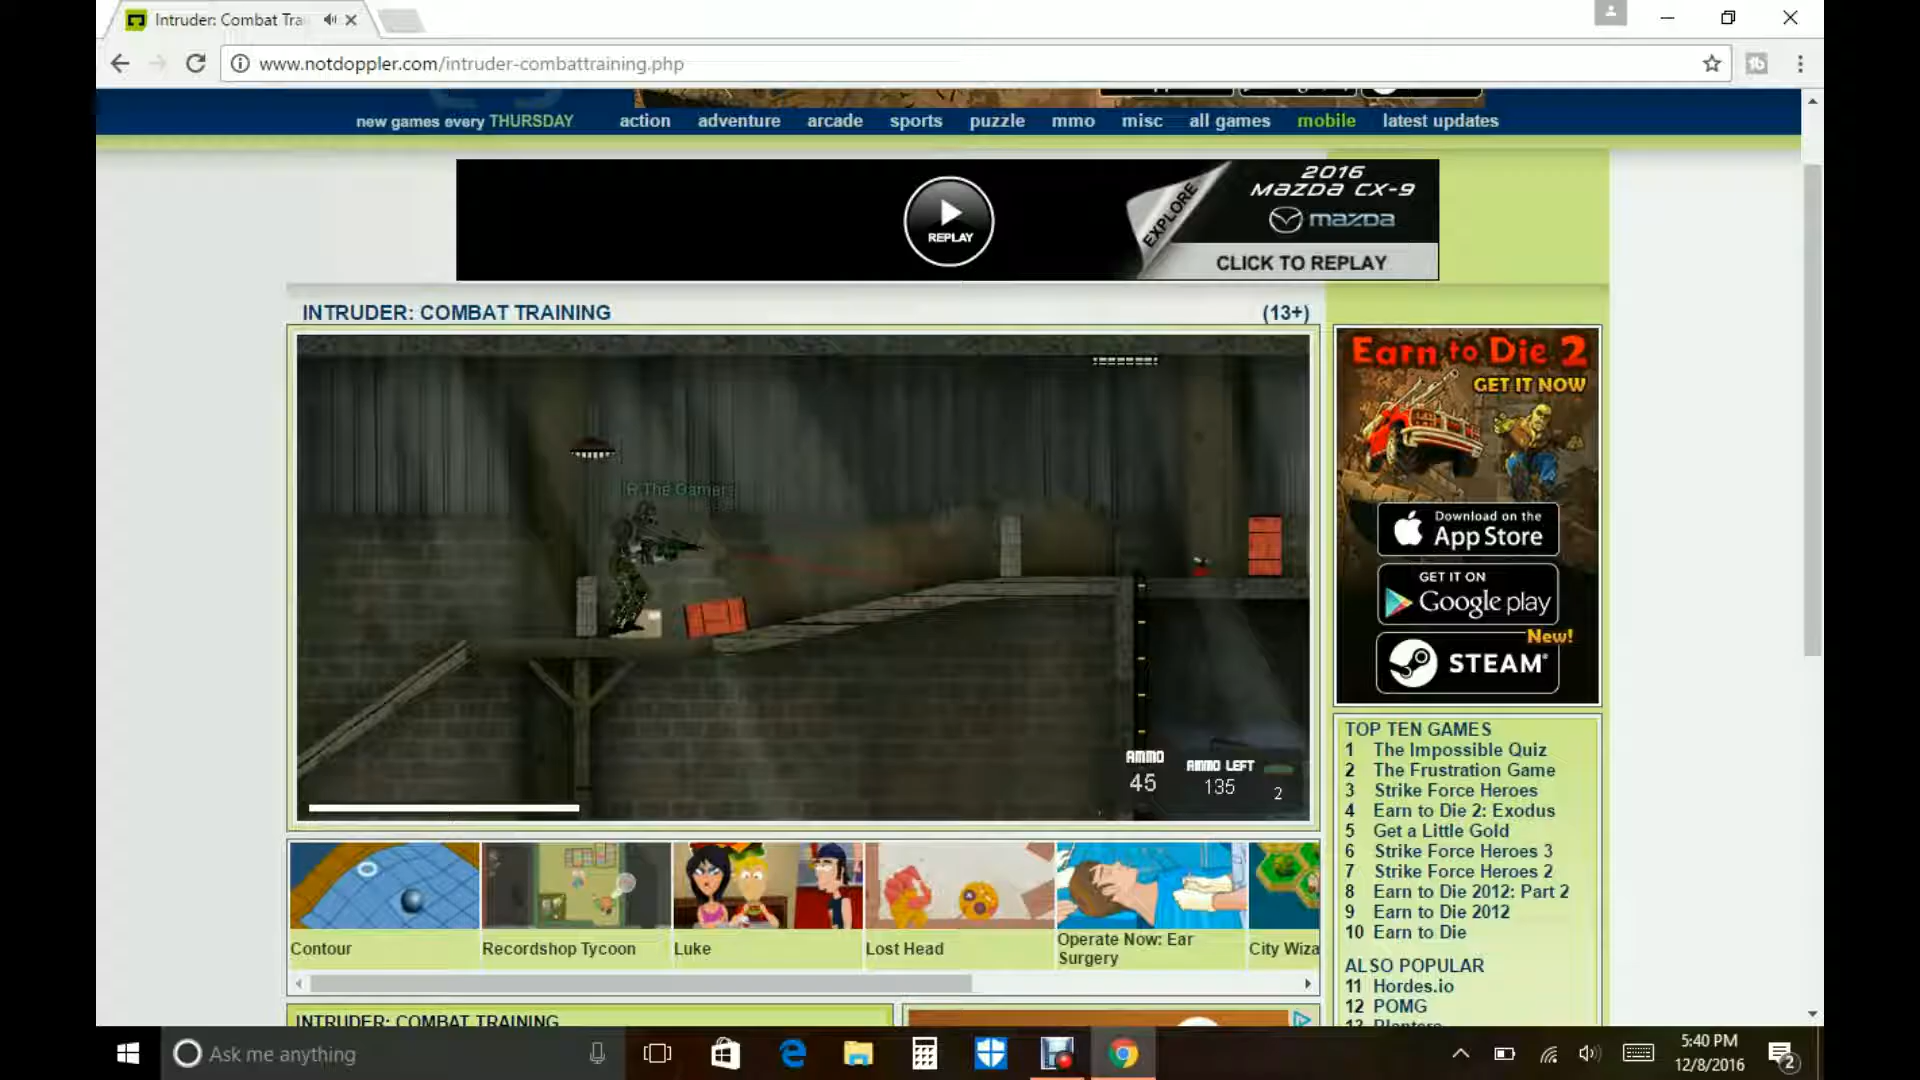 Intruder: Combat Trai
www.notdoppler.com/intruder-combattraining.php
new games every THURSDAY
action adventure arcade sports puzzle mmo misc all games mobile latest updates
REPLAY
EXPLORE
2016
mazda CX-9
mazda
CLICK TO REPLAY
INTRUDER: COMBAT TRAINING (13+)
Earn to Die 2
GET IT NOW
Download on the
App Store
GET IT ON
Google play
New!
STEAM
R The Gamer
AMMO
45
AMMO LEFT
135
2
TOP TEN GAMES
1 The Impossible Quiz
2 The Frustration Game
3 Strike Force Heroes
4 Earn to Die 2: Exodus
5 Get a Little Gold
6 Strike Force Heroes 3
7 Strike Force Heroes 2
8 Earn to Die 2012: Part 2
9 Earn to Die 2012
10 Earn to Die
ALSO POPULAR
11 Hordes.io
12 POMG
Contour
Recordshop Tycoon
Luke
Lost Head
Operate Now: Ear
Surgery
City Wiza
INTRUDER: COMBAT TRAINING
Ask me anything
5:40 PM
12/8/2016
2